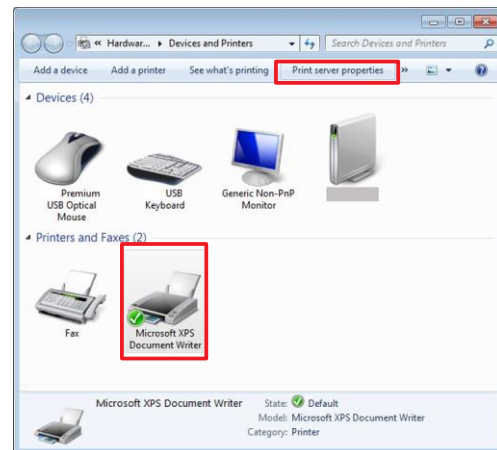 « Hardwar... ▸ Devices and Printers
Search Devices and Printers
Add a device Add a printer See what's printing Print server properties »
Devices (4)
Premium
USB Optical
Mouse
USB
Keyboard
Generic Non-PnP
Monitor
Printers and Faxes (2)
Fax
Microsoft XPS
Document Writer
Microsoft XPS Document Writer State: Default
Model: Microsoft XPS Document Writer
Category: Printer